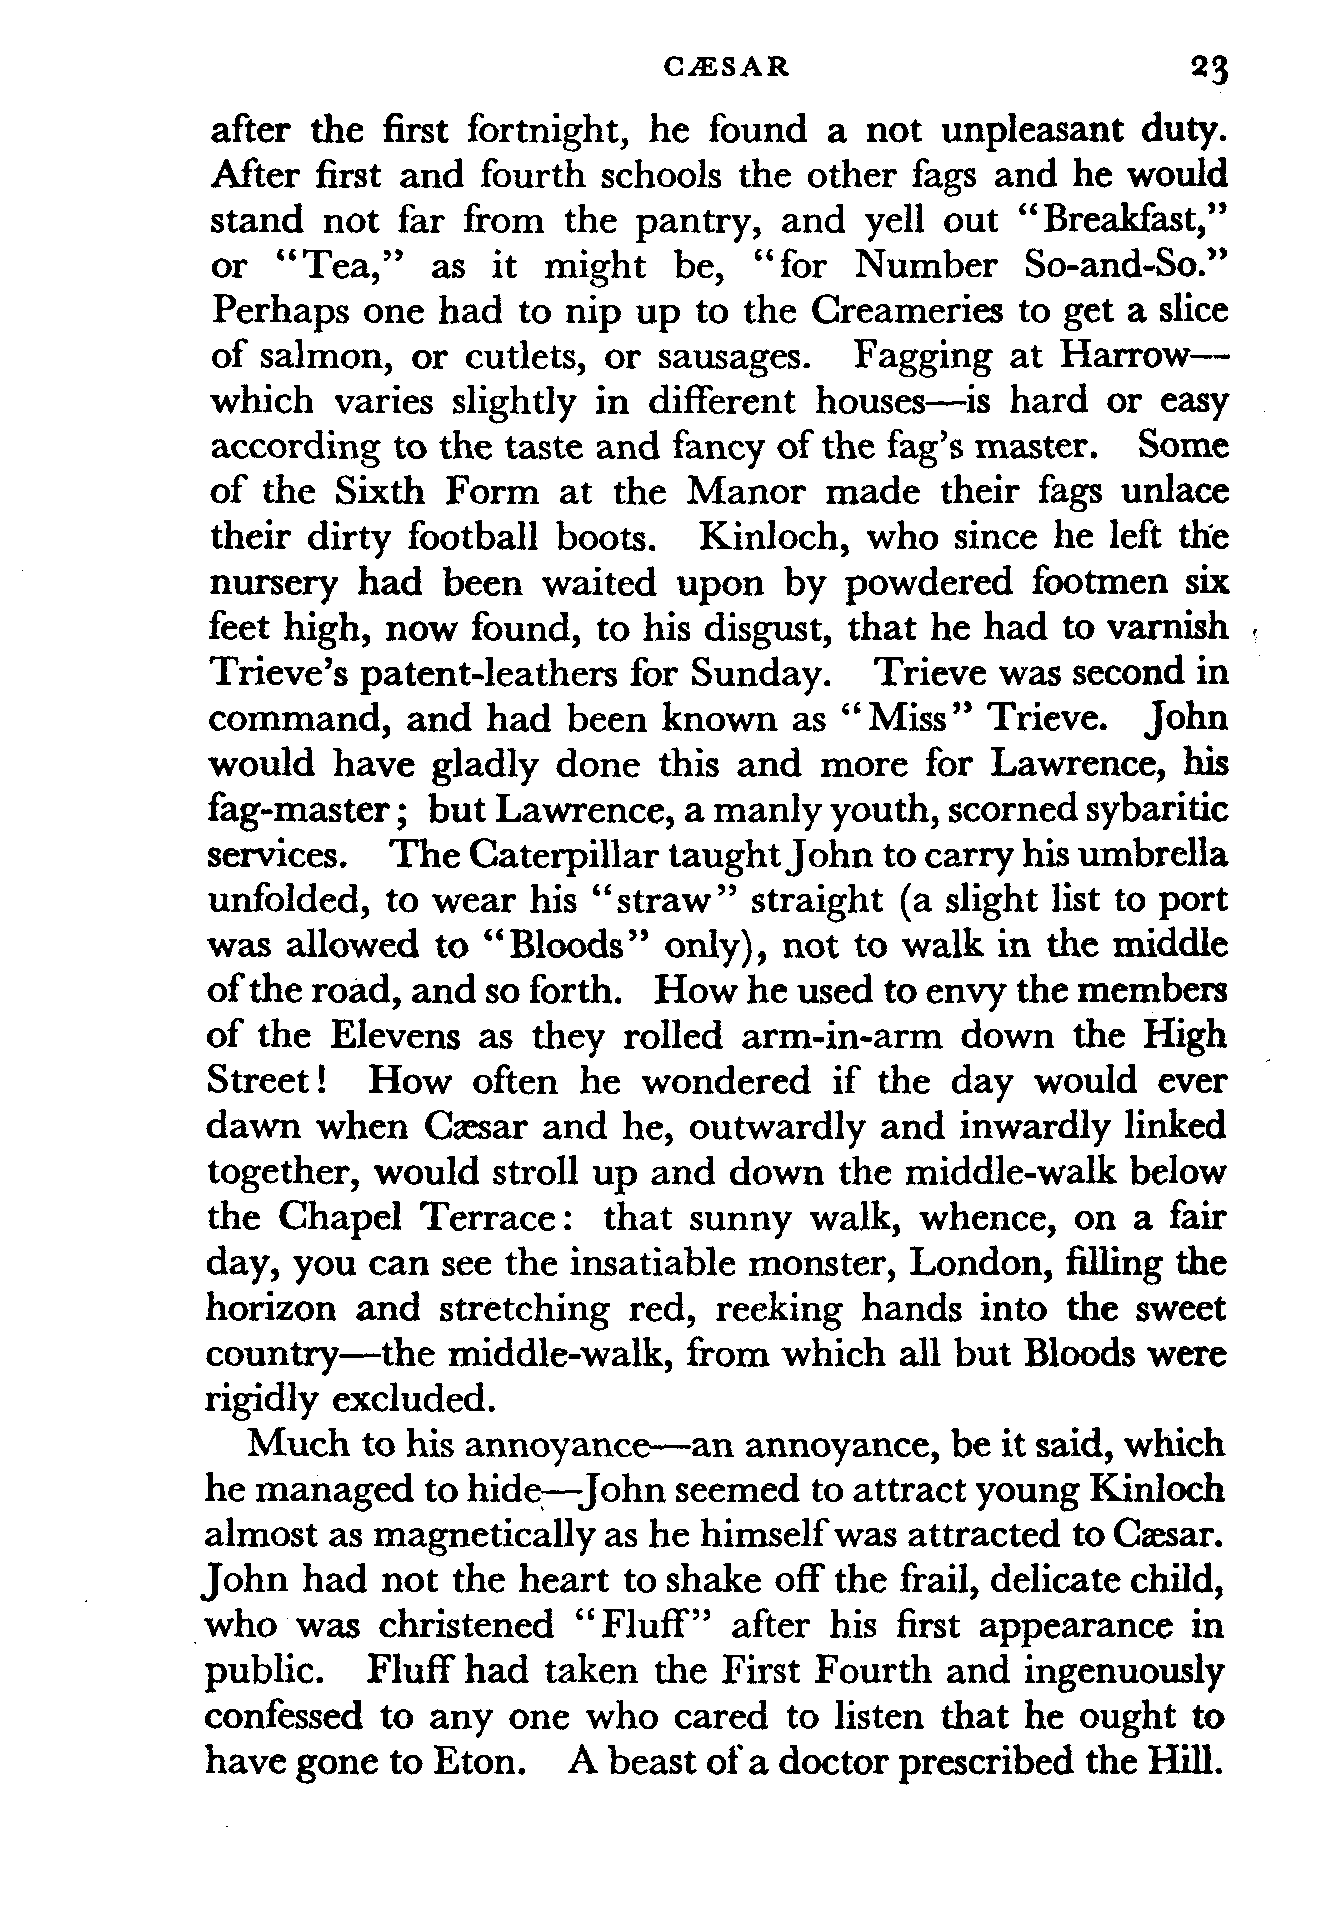 CÆSAR 23
after the first fortnight, he found a not unpleasant duty.
After first and fourth schools the other fags and he would
stand not far from the pantry, and yell out “Breakfast,”
or “Tea,” as it might be, “for Number So-and-So.”
Perhaps one had to nip up to the Creameries to get a slice
of salmon, or cutlets, or sausages. Fagging at Harrow—
which varies slightly in different houses—is hard or easy
according to the taste and fancy of the fag’s master. Some
of the Sixth Form at the Manor made their fags unlace
their dirty football boots. Kinloch, who since he left the
nursery had been waited upon by powdered footmen six
feet high, now found, to his disgust, that he had to varnish
Trieve’s patent-leathers for Sunday. Trieve was second in
command, and had been known as “Miss” Trieve. John
would have gladly done this and more for Lawrence, his
fag-master; but Lawrence, a manly youth, scorned sybaritic
services. The Caterpillar taught John to carry his umbrella
unfolded, to wear his “straw” straight (a slight list to port
was allowed to “Bloods” only), not to walk in the middle
of the road, and so forth. How he used to envy the members
of the Elevens as they rolled arm-in-arm down the High
Street! How often he wondered if the day would ever
dawn when Cæsar and he, outwardly and inwardly linked
together, would stroll up and down the middle-walk below
the Chapel Terrace: that sunny walk, whence, on a fair
day, you can see the insatiable monster, London, filling the
horizon and stretching red, reeking hands into the sweet
country—the middle-walk, from which all but Bloods were
rigidly excluded.
Much to his annoyance—an annoyance, be it said, which
he managed to hide—John seemed to attract young Kinloch
almost as magnetically as he himself was attracted to Cæsar.
John had not the heart to shake off the frail, delicate child,
who was christened “Fluff” after his first appearance in
public. Fluff had taken the First Fourth and ingenuously
confessed to any one who cared to listen that he ought to
have gone to Eton. A beast of a doctor prescribed the Hill.